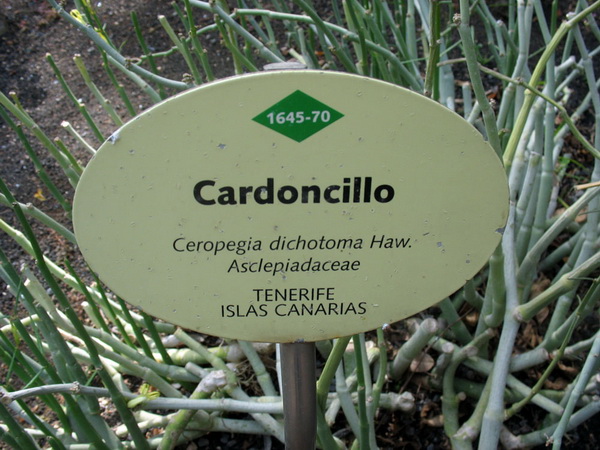 1645-70
Cardoncillo
Ceropegia dichotoma Haw.
Asclepiadaceae
TENERIFE
ISLAS CANARIAS